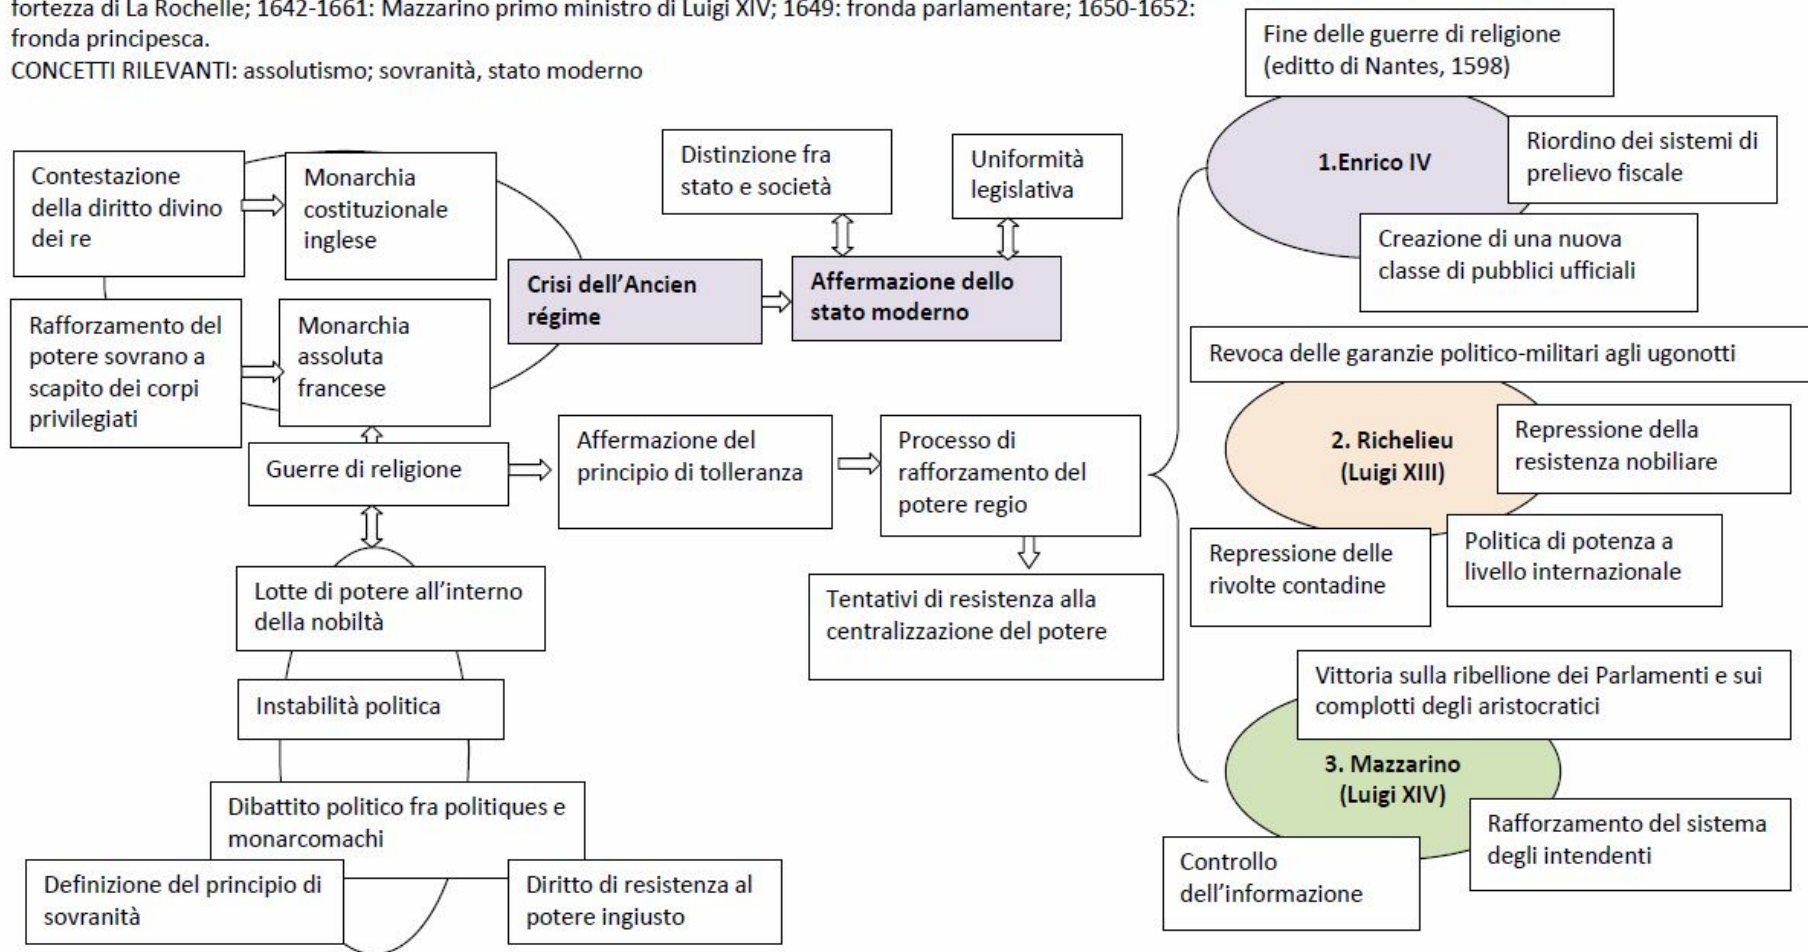 fortezza di La Rochelle; 1642-1661: Mazzarino primo ministro di Luigi XIV; 1649: fronda parlamentare; 1650-1652:
fronda principesca.
CONCETTI RILEVANTI: assolutismo; sovranità, stato moderno
Contestazione
della diritto divino
dei re
Monarchia
costituzionale
inglese
Distinzione fra
stato e società
Uniformità
legislativa
Rafforzamento del
potere sovrano a
scapito dei corpi
privilegiati
Monarchia
assoluta
francese
Crisi dell’Ancien
régime
Affermazione dello
stato moderno
Guerre di religione
Affermazione del
principio di tolleranza
Processo di
rafforzamento del
potere regio
Tentativi di resistenza alla
centralizzazione del potere
Lotte di potere all’interno
della nobiltà
Instabilità politica
Dibattito politico fra politiques e
monarcomachi
Definizione del principio di
sovranità
Diritto di resistenza al
potere ingiusto
Fine delle guerre di religione
(editto di Nantes, 1598)
1.Enrico IV
Riordino dei sistemi di
prelievo fiscale
Creazione di una nuova
classe di pubblici ufficiali
Revoca delle garanzie politico-militari agli ugonotti
2. Richelieu
(Luigi XIII)
Repressione della
resistenza nobiliare
Repressione delle
rivolte contadine
Politica di potenza a
livello internazionale
Vittoria sulla ribellione dei Parlamenti e sui
complotti degli aristocratici
3. Mazzarino
(Luigi XIV)
Rafforzamento del sistema
degli intendenti
Controllo
dell’informazione